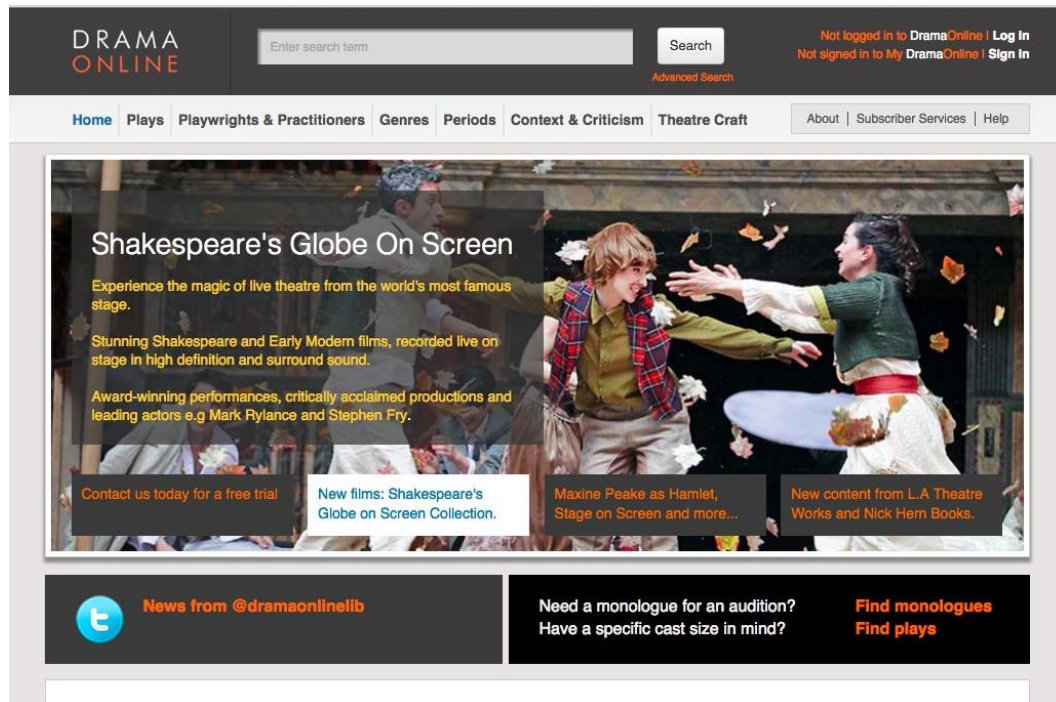 DRAMA
ONLINE
Enter search term
Search
Advanced Search
Not logged in to DramaOnline | Log In
Not signed in to My DramaOnline | Sign In
Home Plays Playwrights & Practitioners Genres Periods Context & Criticism Theatre Craft
About | Subscriber Services | Help
Shakespeare's Globe On Screen
Experience the magic of live theatre from the world's most famous
stage.
Stunning Shakespeare and Early Modern films, recorded live on
stage in high definition and surround sound.
Award-winning performances, critically acclaimed productions and
leading actors e.g Mark Rylance and Stephen Fry.
Contact us today for a free trial
New films: Shakespeare's
Globe on Screen Collection.
Maxine Peake as Hamlet,
Stage on Screen and more...
New content from L.A Theatre
Works and Nick Hern Books.
News from @dramaonlinelib
Need a monologue for an audition?
Have a specific cast size in mind?
Find monologues
Find plays